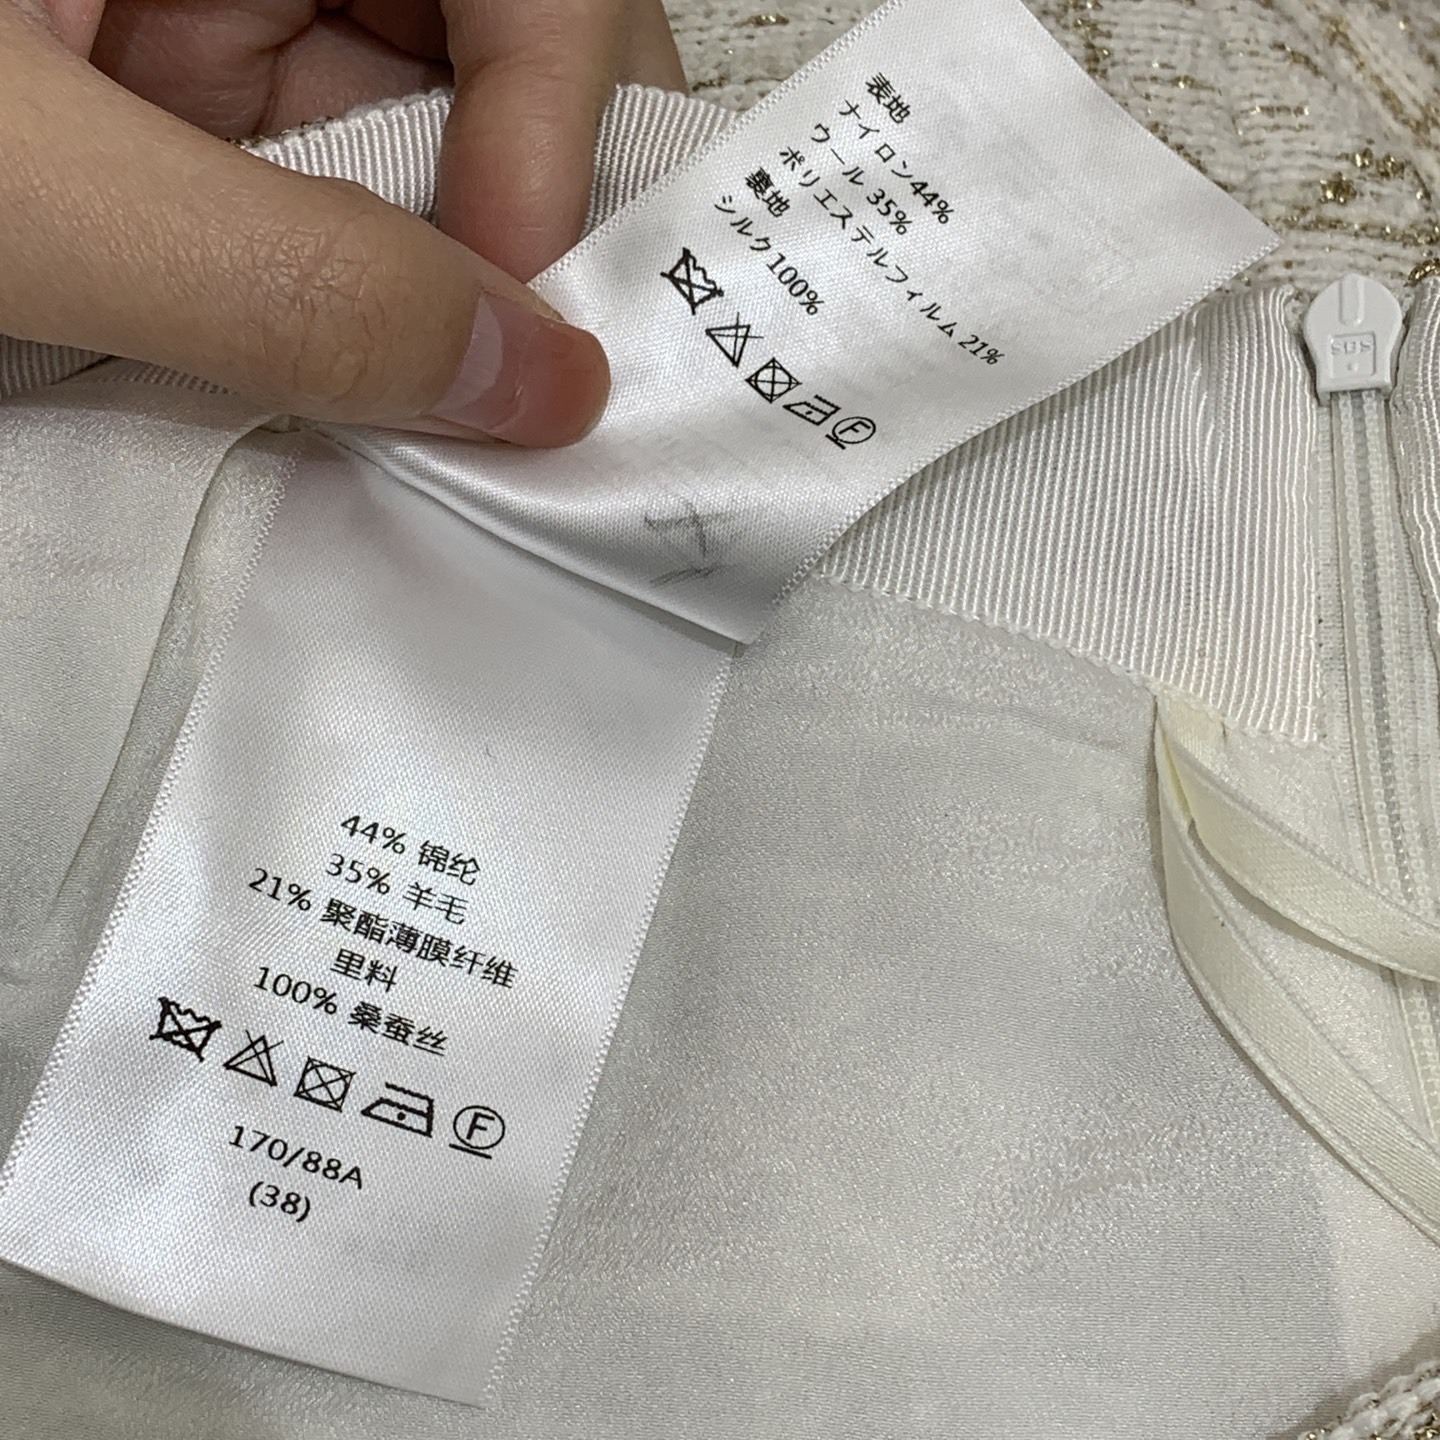 表地
ナイロン44%
ウール 35%
ポリエステルフィルム 21%
裏地
シルク100%
F
44% 锦纶
35% 羊毛
21% 聚酯薄膜纤维
里料
100% 桑蚕丝
F
170/88A
(38)
SBS